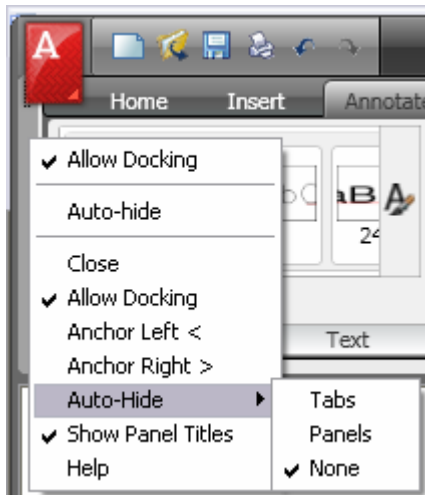 A
Home Insert Annotate
Allow Docking
Auto-hide
Close
Allow Docking
Anchor Left <
Anchor Right >
Auto-Hide
Show Panel Titles
Help
Tabs
Panels
None
aB
A
24
Text